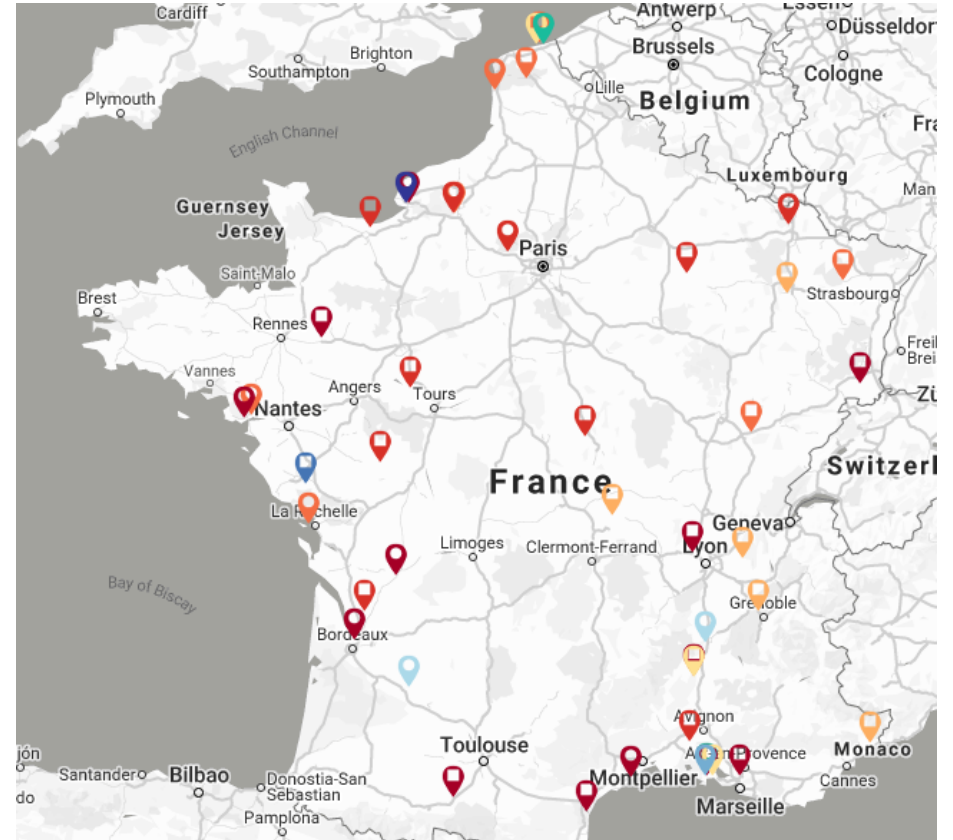 Cardiff
Antwerp
Düsseldor
Brussels
Brighton
Southampton
Cologne
Lille
Belgium
Plymouth
English Channel
Luxembourg
Guernsey
Jersey
Paris
Saint-Malo
Strasbourg
Brest
Rennes
Vannes
Angers
Tours
Nantes
Switzerl
France
La Rochelle
Geneva
Limoges
Clermont-Ferrand
Lyon
Bay of Biscay
Grenoble
Bordeaux
Avignon
Toulouse
Monaco
Montpellier
Santander
Bilbao
Donostia-San
Sebastian
Cannes
Marseille
Pamplona